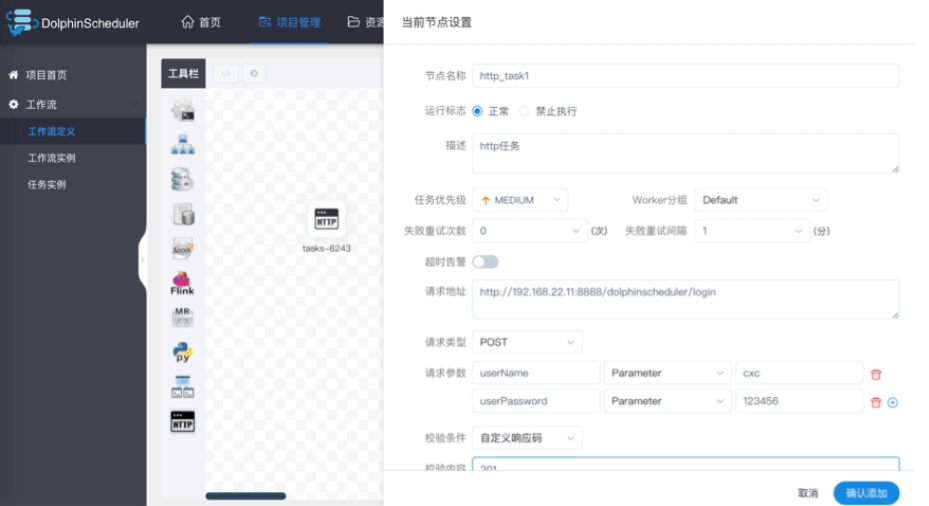 DolphinScheduler
首页
项目管理
资源
当前节点设置
项目首页
工作流
工作流定义
工作流实例
任务实例
工具栏
Spark
Flink
MR
py
HTTP
HTTP
tasks-6243
节点名称 http_task1
运行标志 正常 禁止执行
描述 http任务
任务优先级 MEDIUM Worker分组 Default
失败重试次数 0 (次) 失败重试间隔 1 (分)
超时告警
请求地址 http://192.168.22.11:8888/dolphinscheduler/login
请求类型 POST
请求参数 userName Parameter cxc
userPassword Parameter 123456
校验条件 自定义响应码
校验内容 201
取消 确认添加